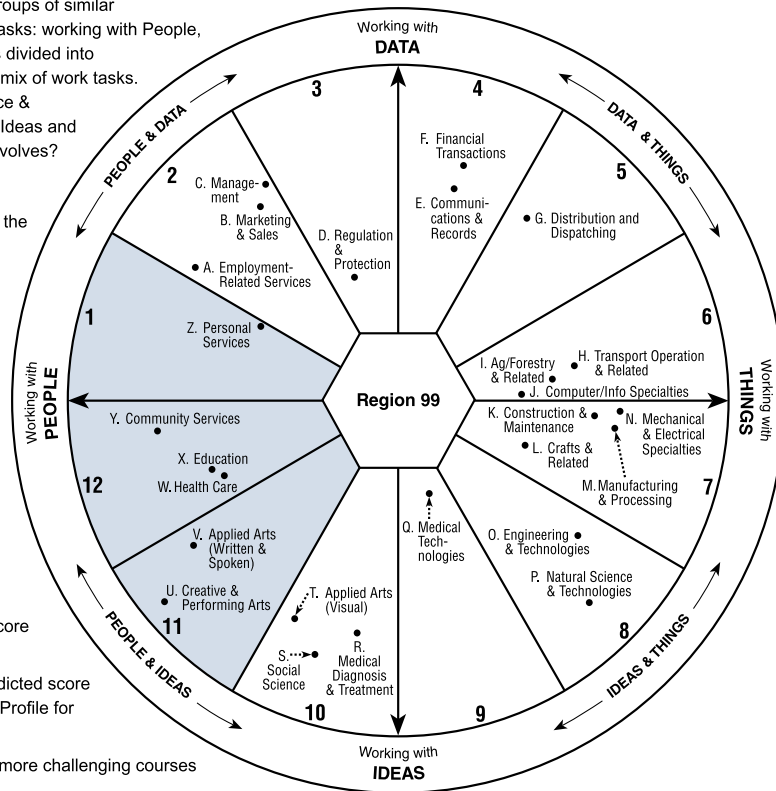 roups of similar
asks: working with People,
s divided into
mix of work tasks.
ce &
Ideas and
volves?
the
core
dicted score
Profile for
more challenging courses
Working with
DATA
PEOPLE & DATA
DATA & THINGS
3
4
2
5
1
6
12
7
11
8
10
9
F. Financial
Transactions
E. Communi-
cations &
Records
C. Manage-
ment
B. Marketing
& Sales
D. Regulation
&
Protection
A. Employment-
Related Services
G. Distribution and
Dispatching
Z. Personal
Services
H. Transport Operation
& Related
I. Ag/Forestry
& Related
J. Computer/Info Specialties
Working with
PEOPLE
Region 99
Working with
THINGS
K. Construction &
Maintenance
N. Mechanical
& Electrical
Specialties
L. Crafts &
Related
M. Manufacturing
& Processing
Y. Community Services
X. Education
W. Health Care
V. Applied Arts
(Written &
Spoken)
U. Creative &
Performing Arts
Q. Medical
Tech-
nologies
O. Engineering
& Technologies
P. Natural Science
& Technologies
T. Applied Arts
(Visual)
S.
Social
Science
R.
Medical
Diagnosis
& Treatment
PEOPLE & IDEAS
IDEAS & THINGS
Working with
IDEAS